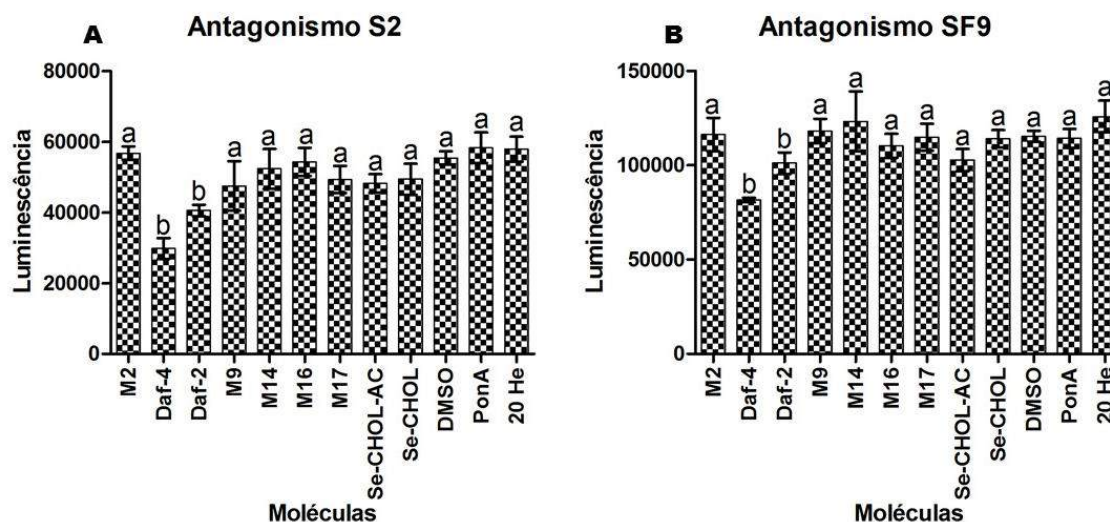 A
Antagonismo S2
Luminescência
80000
60000
40000
20000
0
a
b
b
a
a
a
a
a
a
a
a
a
M2
Daf-4
Daf-2
M9
M14
M16
M17
Se-CHOL-AC
Se-CHOL
DMSO
PonA
20 He
Moléculas
B
Antagonismo SF9
Luminescência
150000
100000
50000
0
a
b
b
a
a
a
a
a
a
a
a
a
M2
Daf-4
Daf-2
M9
M14
M16
M17
Se-CHOL-AC
Se-CHOL
DMSO
PonA
20 He
Moléculas